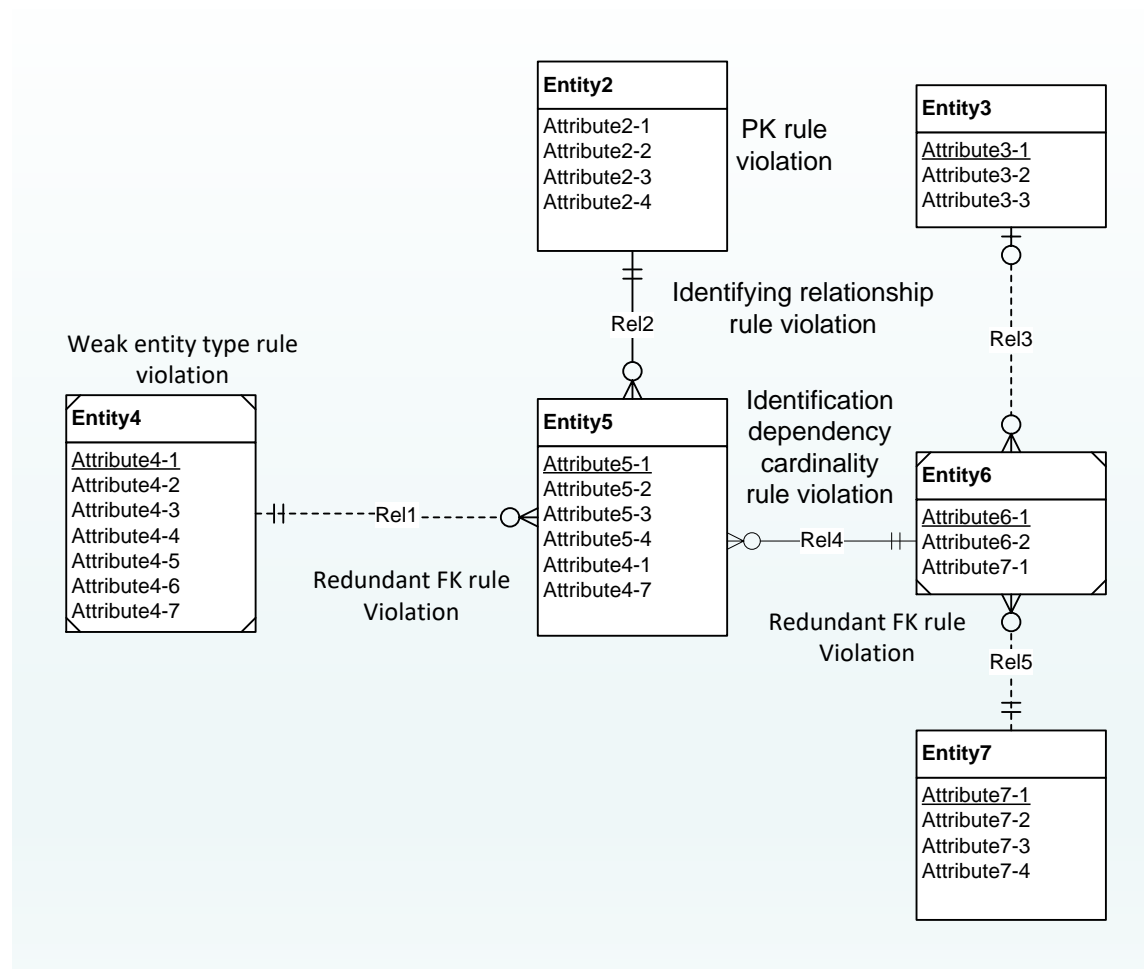 Entity2
Attribute2-1
Attribute2-2
Attribute2-3
Attribute2-4
PK rule
violation
Entity3
Attribute3-1
Attribute3-2
Attribute3-3
Identifying relationship
rule violation
Rel2
Rel3
Weak entity type rule
violation
Entity4
Attribute4-1
Attribute4-2
Attribute4-3
Attribute4-4
Attribute4-5
Attribute4-6
Attribute4-7
Rel1
Redundant FK rule
Violation
Entity5
Attribute5-1
Attribute5-2
Attribute5-3
Attribute5-4
Attribute4-1
Attribute4-7
Identification
dependency
cardinality
rule violation
Rel4
Entity6
Attribute6-1
Attribute6-2
Attribute7-1
Redundant FK rule
Violation
Rel5
Entity7
Attribute7-1
Attribute7-2
Attribute7-3
Attribute7-4